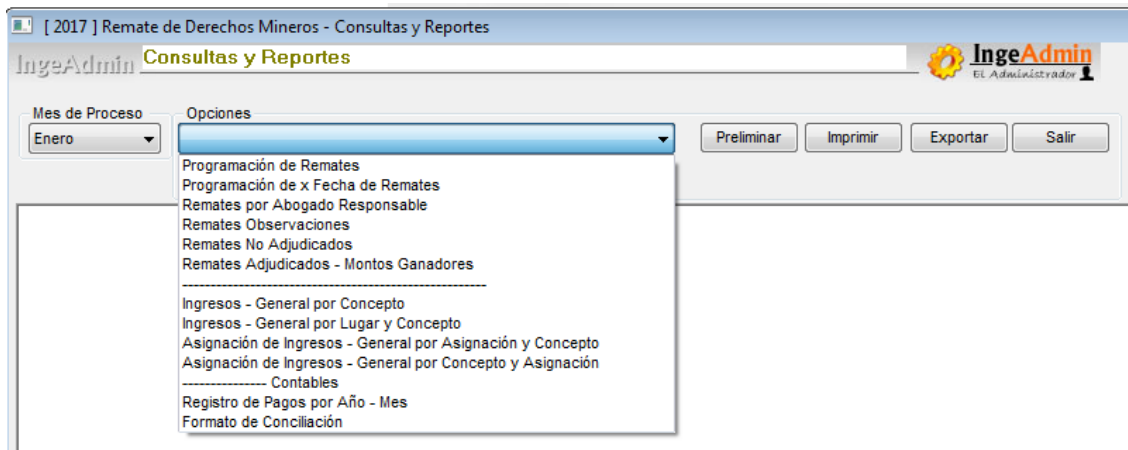 [ 2017 ] Remate de Derechos Mineros - Consultas y Reportes
IngeAdmin Consultas y Reportes
IngeAdmin
El Administrador
Mes de Proceso Opciones
Enero Preliminar Imprimir Exportar Salir
Programación de Remates
Programación de x Fecha de Remates
Remates por Abogado Responsable
Remates Observaciones
Remates No Adjudicados
Remates Adjudicados - Montos Ganadores
-------------------------------------------------------
Ingresos - General por Concepto
Ingresos - General por Lugar y Concepto
Asignación de Ingresos - General por Asignación y Concepto
Asignación de Ingresos - General por Concepto y Asignación
--------------- Contables
Registro de Pagos por Año - Mes
Formato de Conciliación